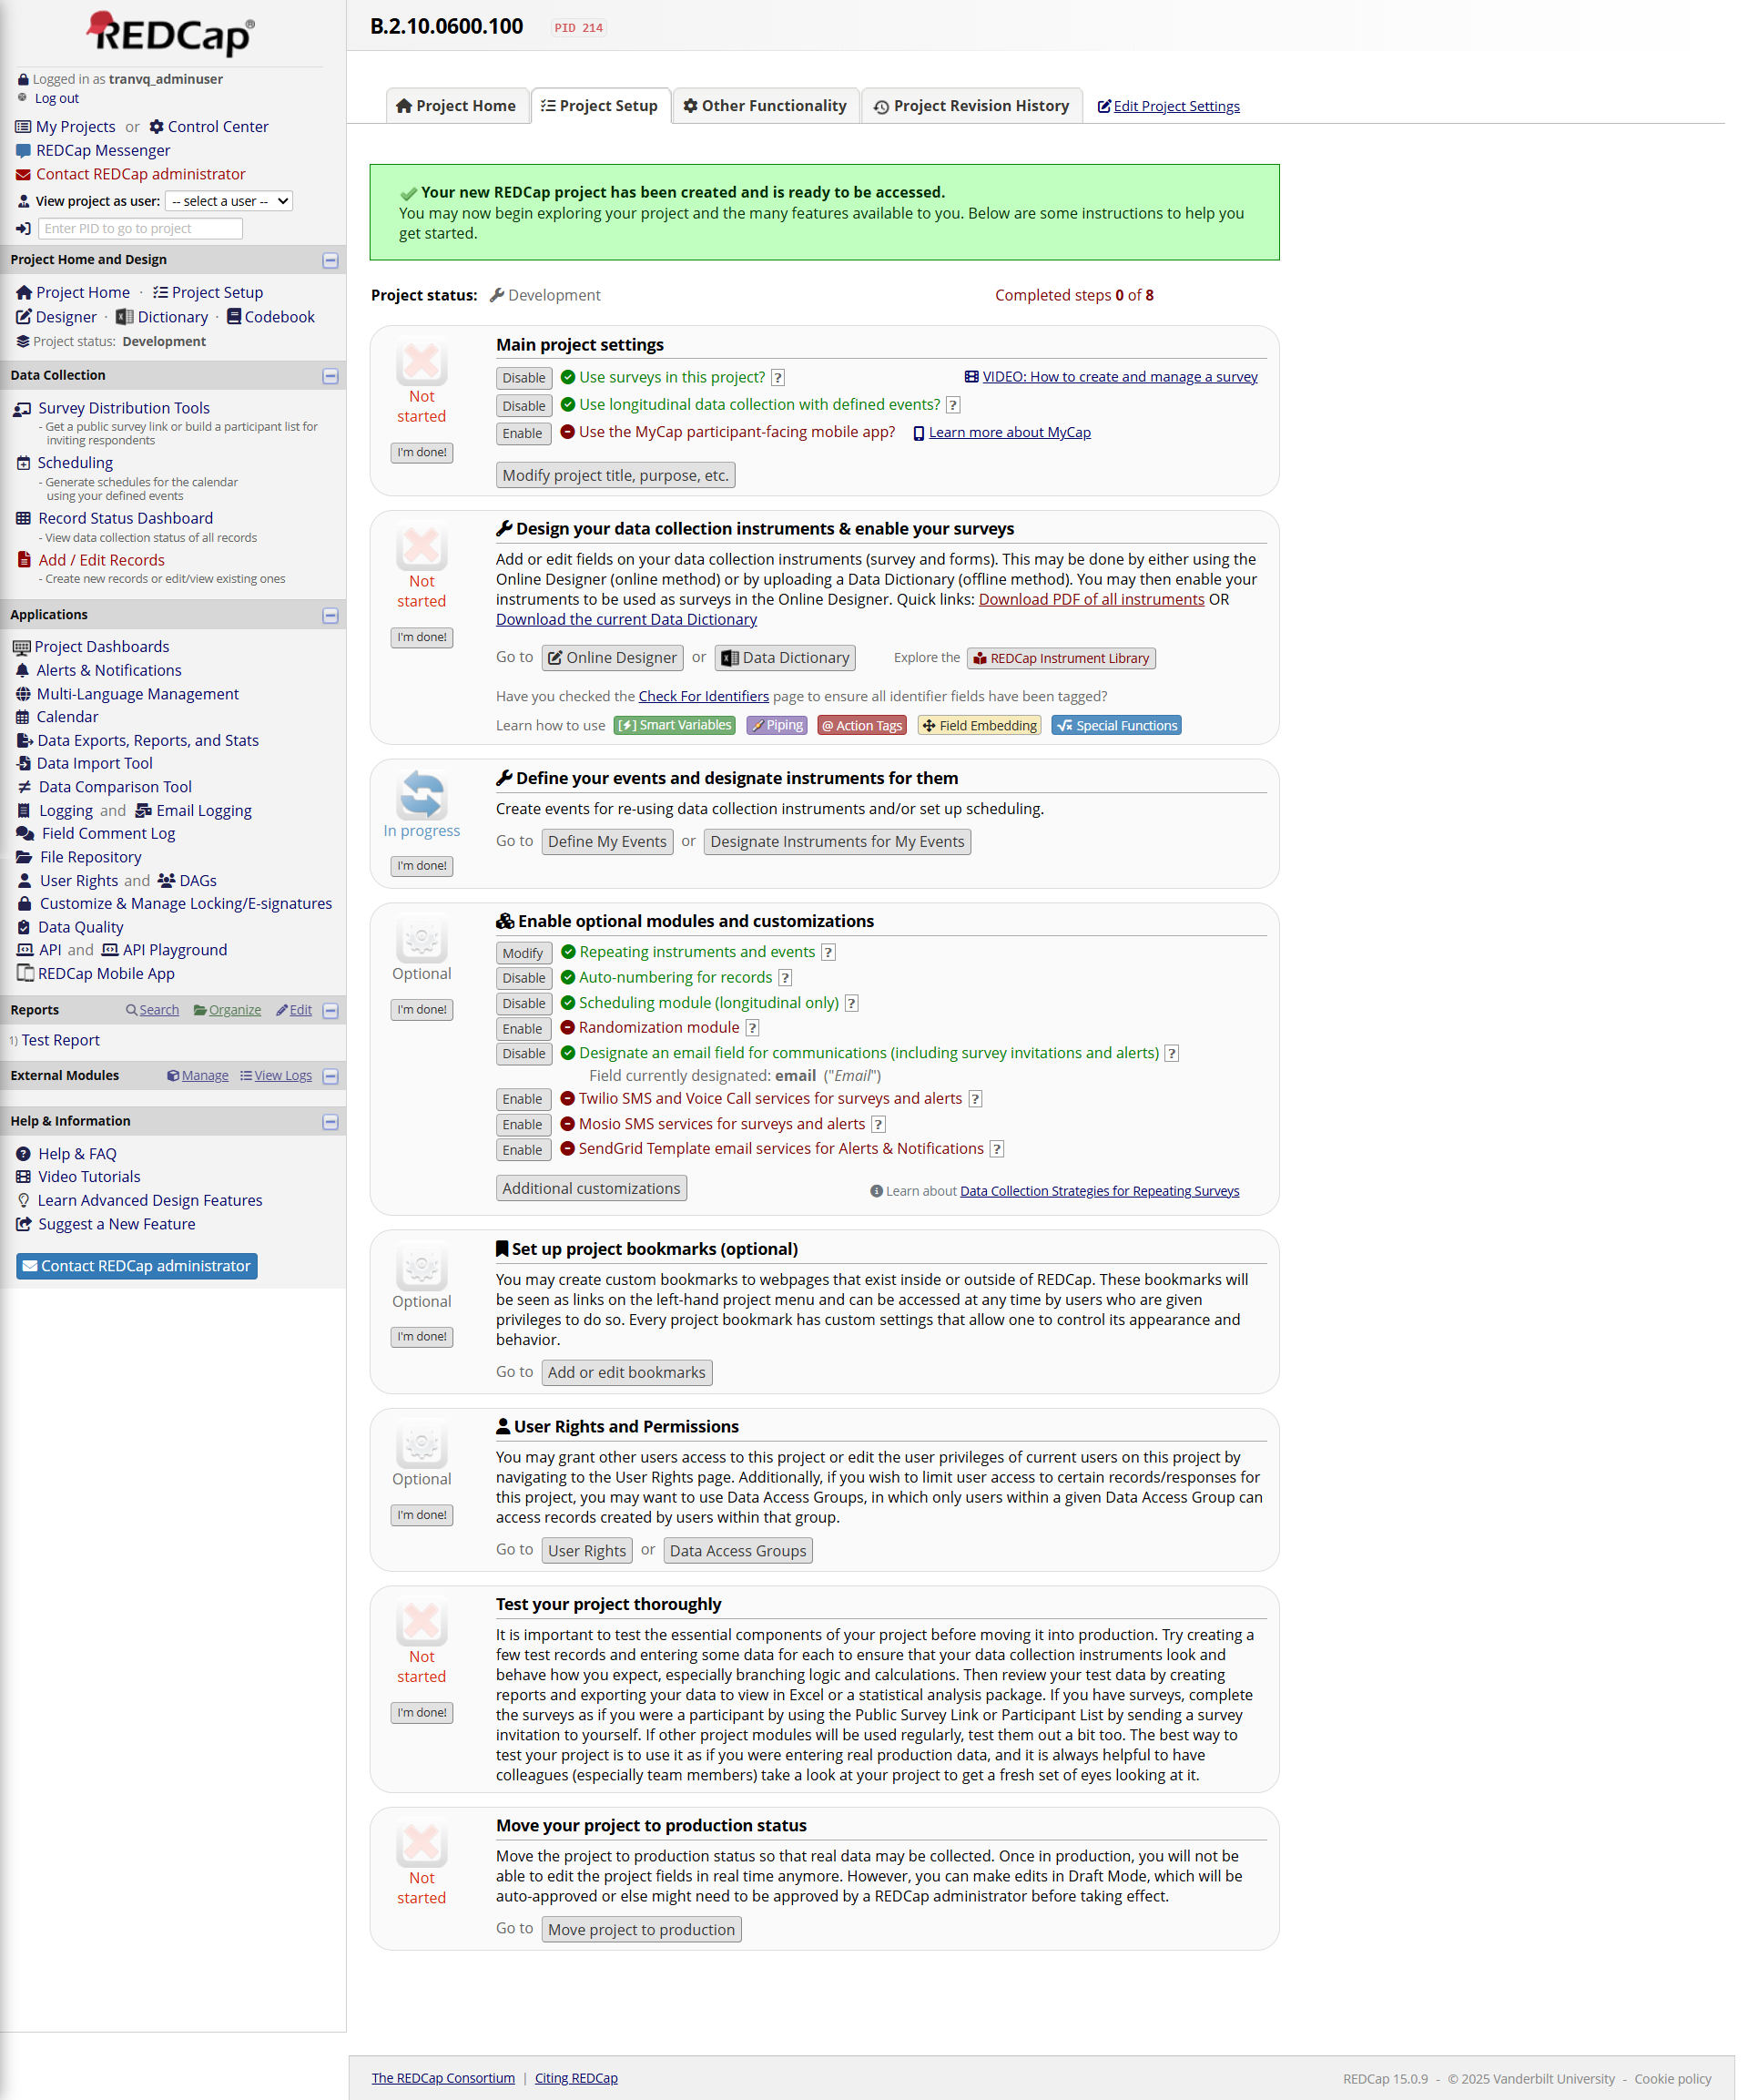 REDCap®
Logged in as tranvq_adminuser
Log out
My Projects or Control Center
REDCap Messenger
Contact REDCap administrator
View project as user: -- select a user --
Enter PID to go to project
Project Home and Design
Project Home · Project Setup
Designer · Dictionary · Codebook
Project status: Development
Data Collection
Survey Distribution Tools
- Get a public survey link or build a participant list for
inviting respondents
Scheduling
- Generate schedules for the calendar
using your defined events
Record Status Dashboard
- View data collection status of all records
Add / Edit Records
- Create new records or edit/view existing ones
Applications
Project Dashboards
Alerts & Notifications
Multi-Language Management
Calendar
Data Exports, Reports, and Stats
Data Import Tool
Data Comparison Tool
Logging and Email Logging
Field Comment Log
File Repository
User Rights and DAGs
Customize & Manage Locking/E-signatures
Data Quality
API and API Playground
REDCap Mobile App
Reports Search Organize Edit
1) Test Report
External Modules Manage View Logs
Help & Information
Help & FAQ
Video Tutorials
Learn Advanced Design Features
Suggest a New Feature
Contact REDCap administrator
B.2.10.0600.100 PID 214
Project Home Project Setup Other Functionality Project Revision History Edit Project Settings
Your new REDCap project has been created and is ready to be accessed.
You may now begin exploring your project and the many features available to you. Below are some instructions to help you
get started.
Project status: Development Completed steps 0 of 8
Not
started
I'm done!
Main project settings
Disable Use surveys in this project? ? VIDEO: How to create and manage a survey
Disable Use longitudinal data collection with defined events? ?
Enable Use the MyCap participant-facing mobile app? Learn more about MyCap
Modify project title, purpose, etc.
Not
started
I'm done!
Design your data collection instruments & enable your surveys
Add or edit fields on your data collection instruments (survey and forms). This may be done by either using the
Online Designer (online method) or by uploading a Data Dictionary (offline method). You may then enable your
instruments to be used as surveys in the Online Designer. Quick links: Download PDF of all instruments OR
Download the current Data Dictionary
Go to Online Designer or Data Dictionary Explore the REDCap Instrument Library
Have you checked the Check For Identifiers page to ensure all identifier fields have been tagged?
Learn how to use [⚡] Smart Variables Piping @ Action Tags Field Embedding Special Functions
In progress
I'm done!
Define your events and designate instruments for them
Create events for re-using data collection instruments and/or set up scheduling.
Go to Define My Events or Designate Instruments for My Events
Optional
I'm done!
Enable optional modules and customizations
Modify Repeating instruments and events ?
Disable Auto-numbering for records ?
Disable Scheduling module (longitudinal only) ?
Enable Randomization module ?
Disable Designate an email field for communications (including survey invitations and alerts) ?
Field currently designated: email ("Email")
Enable Twilio SMS and Voice Call services for surveys and alerts ?
Enable Mosio SMS services for surveys and alerts ?
Enable SendGrid Template email services for Alerts & Notifications ?
Additional customizations Learn about Data Collection Strategies for Repeating Surveys
Optional
I'm done!
Set up project bookmarks (optional)
You may create custom bookmarks to webpages that exist inside or outside of REDCap. These bookmarks will
be seen as links on the left-hand project menu and can be accessed at any time by users who are given
privileges to do so. Every project bookmark has custom settings that allow one to control its appearance and
behavior.
Go to Add or edit bookmarks
Optional
I'm done!
User Rights and Permissions
You may grant other users access to this project or edit the user privileges of current users on this project by
navigating to the User Rights page. Additionally, if you wish to limit user access to certain records/responses for
this project, you may want to use Data Access Groups, in which only users within a given Data Access Group can
access records created by users within that group.
Go to User Rights or Data Access Groups
Not
started
I'm done!
Test your project thoroughly
It is important to test the essential components of your project before moving it into production. Try creating a
few test records and entering some data for each to ensure that your data collection instruments look and
behave how you expect, especially branching logic and calculations. Then review your test data by creating
reports and exporting your data to view in Excel or a statistical analysis package. If you have surveys, complete
the surveys as if you were a participant by using the Public Survey Link or Participant List by sending a survey
invitation to yourself. If other project modules will be used regularly, test them out a bit too. The best way to
test your project is to use it as if you were entering real production data, and it is always helpful to have
colleagues (especially team members) take a look at your project to get a fresh set of eyes looking at it.
Not
started
Move your project to production status
Move the project to production status so that real data may be collected. Once in production, you will not be
able to edit the project fields in real time anymore. However, you can make edits in Draft Mode, which will be
auto-approved or else might need to be approved by a REDCap administrator before taking effect.
Go to Move project to production
The REDCap Consortium | Citing REDCap REDCap 15.0.9 - © 2025 Vanderbilt University - Cookie policy